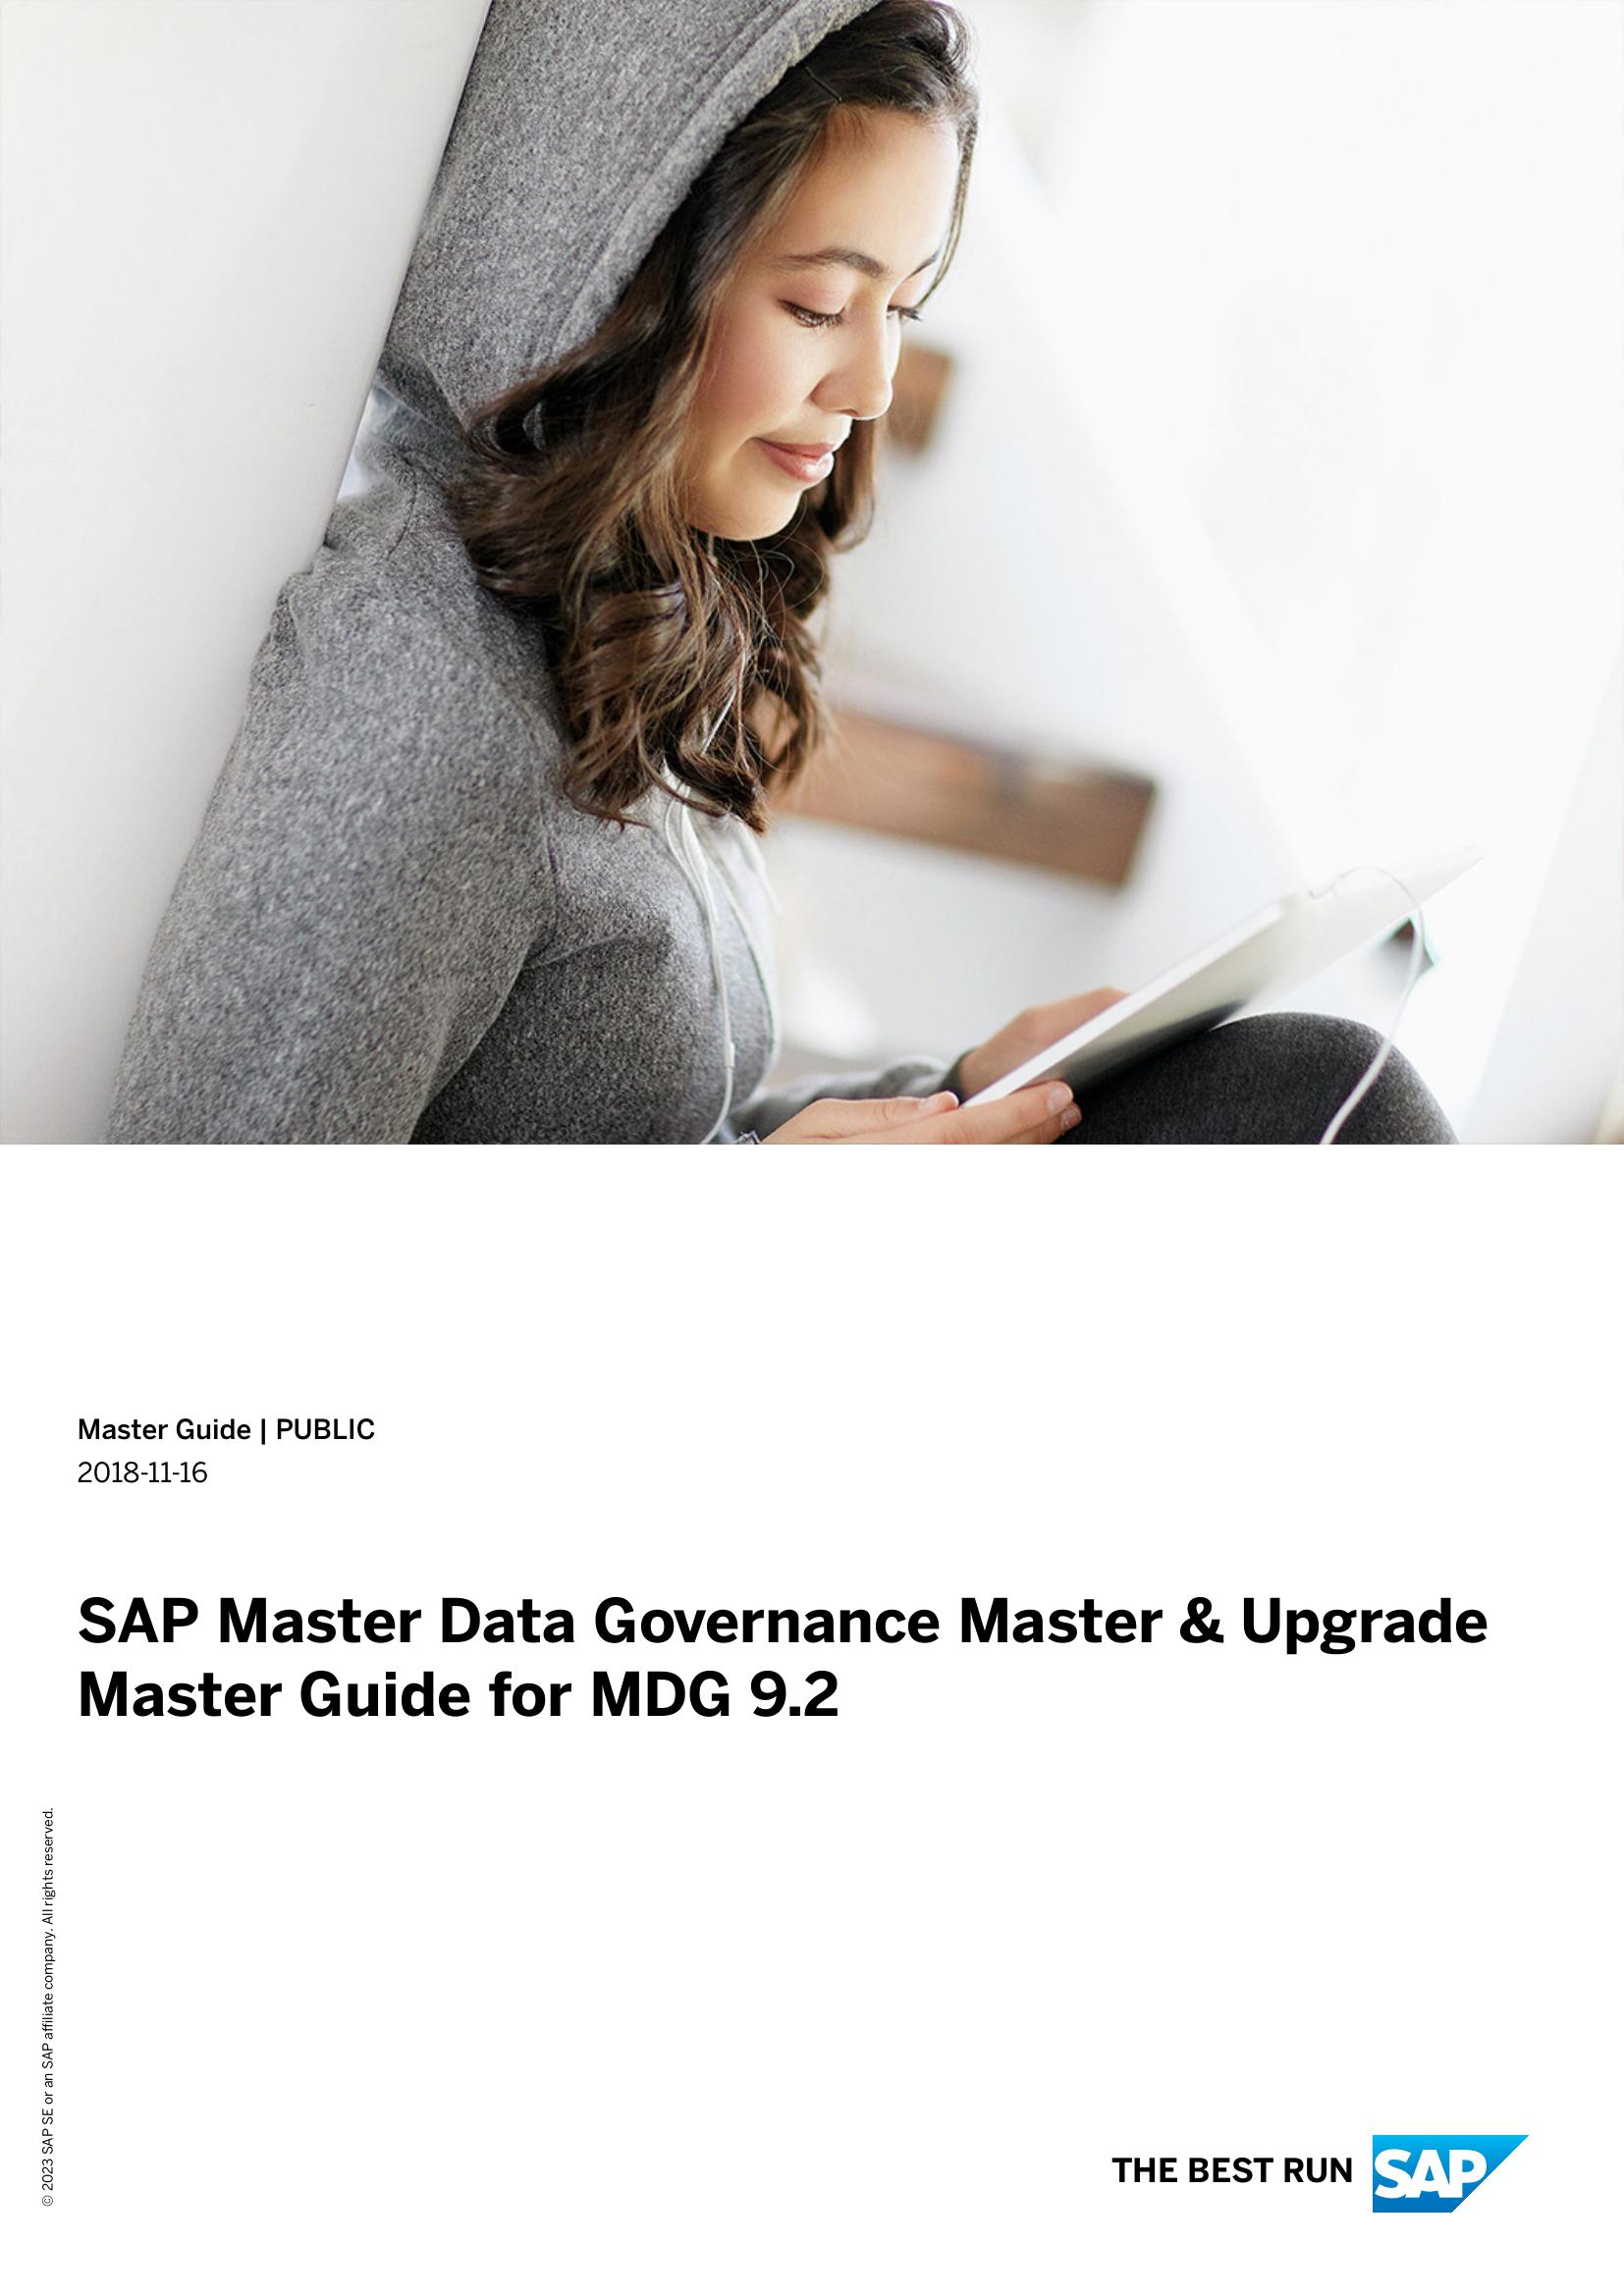 Master Guide | PUBLIC
2018-11-16
SAP Master Data Governance Master & Upgrade
Master Guide for MDG 9.2
© 2023 SAP SE or an SAP affiliate company. All rights reserved.
THE BEST RUN SAP